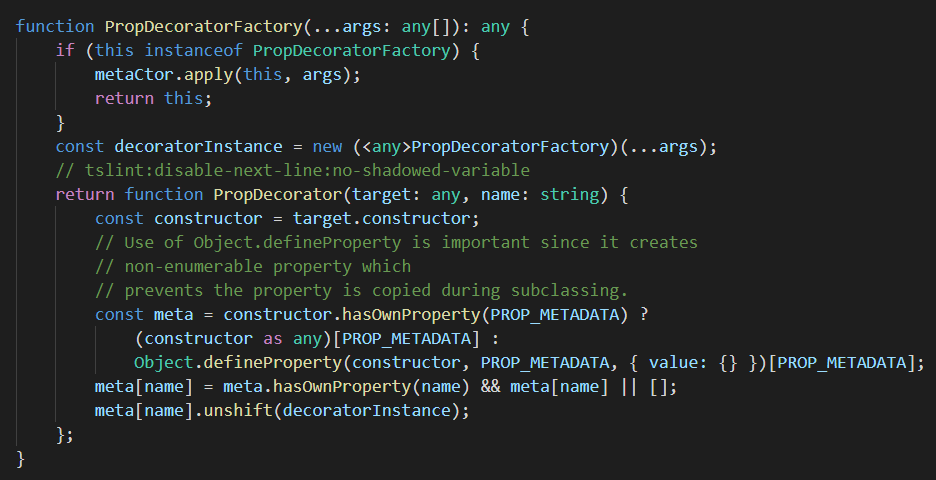 function PropDecoratorFactory(...args: any[]): any {
    if (this instanceof PropDecoratorFactory) {
        metaCtor.apply(this, args);
        return this;
    }
    const decoratorInstance = new (<any>PropDecoratorFactory)(...args);
    // tslint:disable-next-line:no-shadowed-variable
    return function PropDecorator(target: any, name: string) {
        const constructor = target.constructor;
        // Use of Object.defineProperty is important since it creates
        // non-enumerable property which
        // prevents the property is copied during subclassing.
        const meta = constructor.hasOwnProperty(PROP_METADATA) ?
            (constructor as any)[PROP_METADATA] :
            Object.defineProperty(constructor, PROP_METADATA, { value: {} })[PROP_METADATA];
        meta[name] = meta.hasOwnProperty(name) && meta[name] || [];
        meta[name].unshift(decoratorInstance);
    };
}